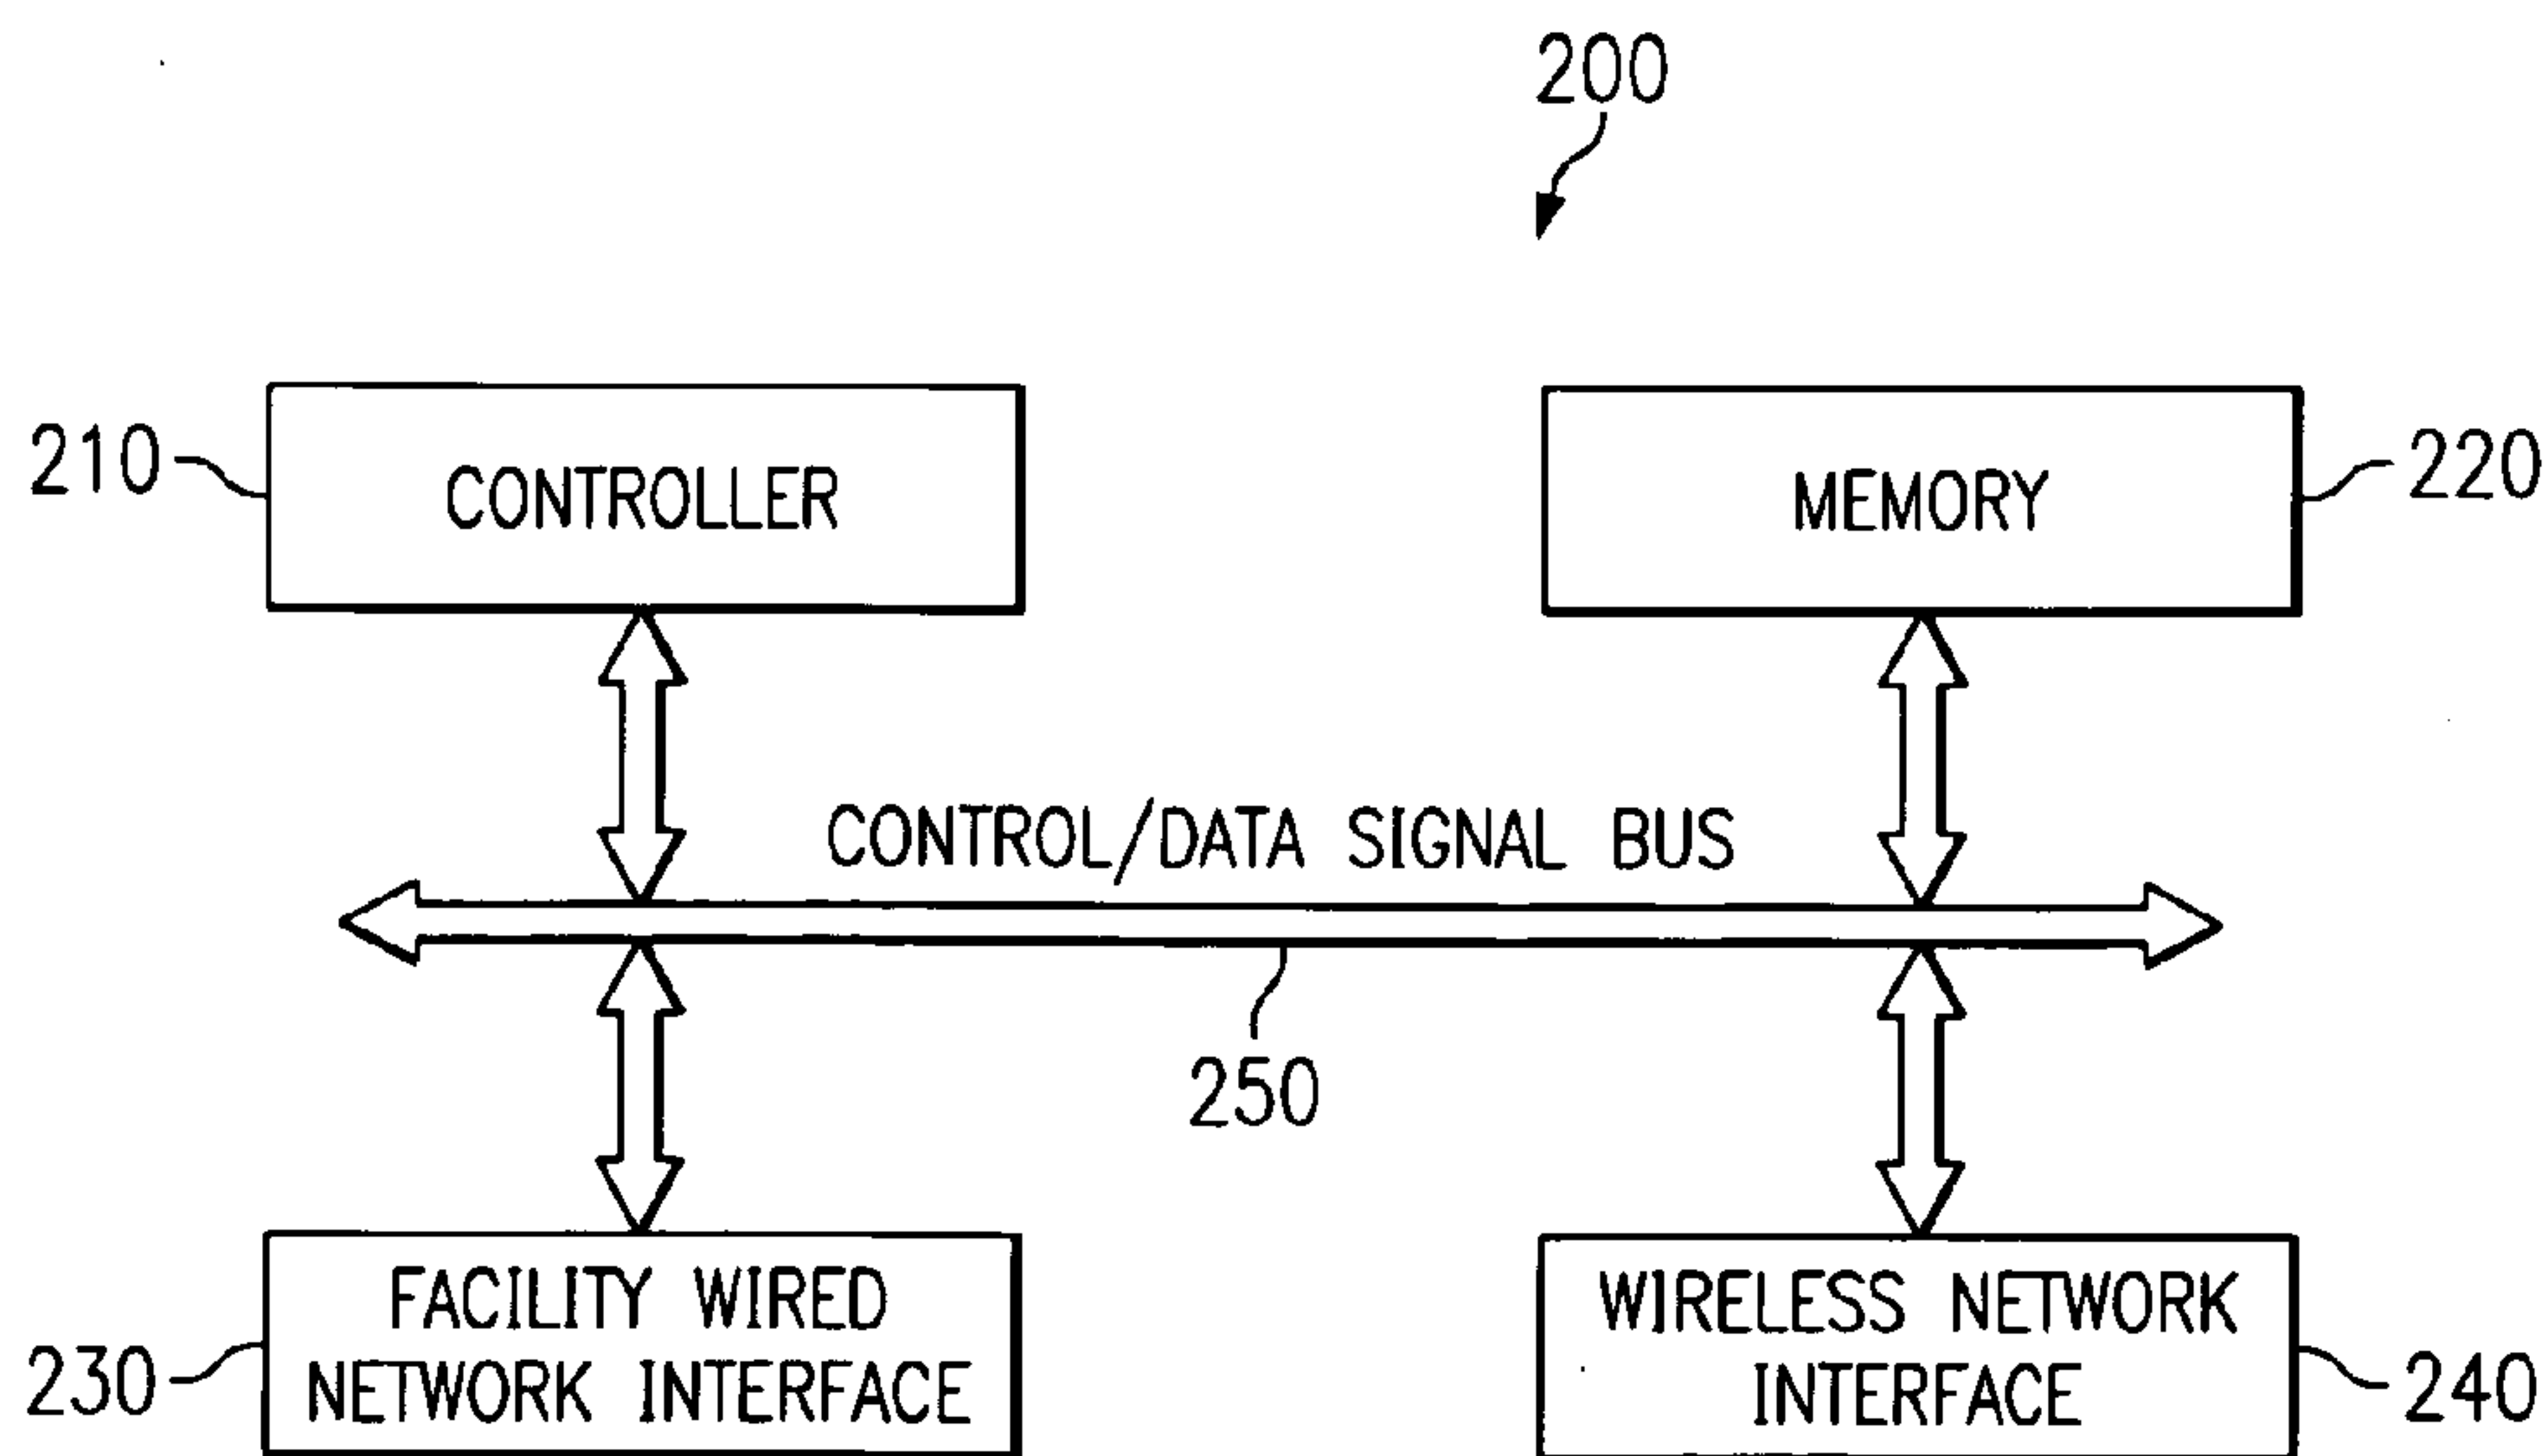 200
210
CONTROLLER
MEMORY
220
CONTROL/DATA SIGNAL BUS
250
230
FACILITY WIRED
NETWORK INTERFACE
WIRELESS NETWORK
INTERFACE
240